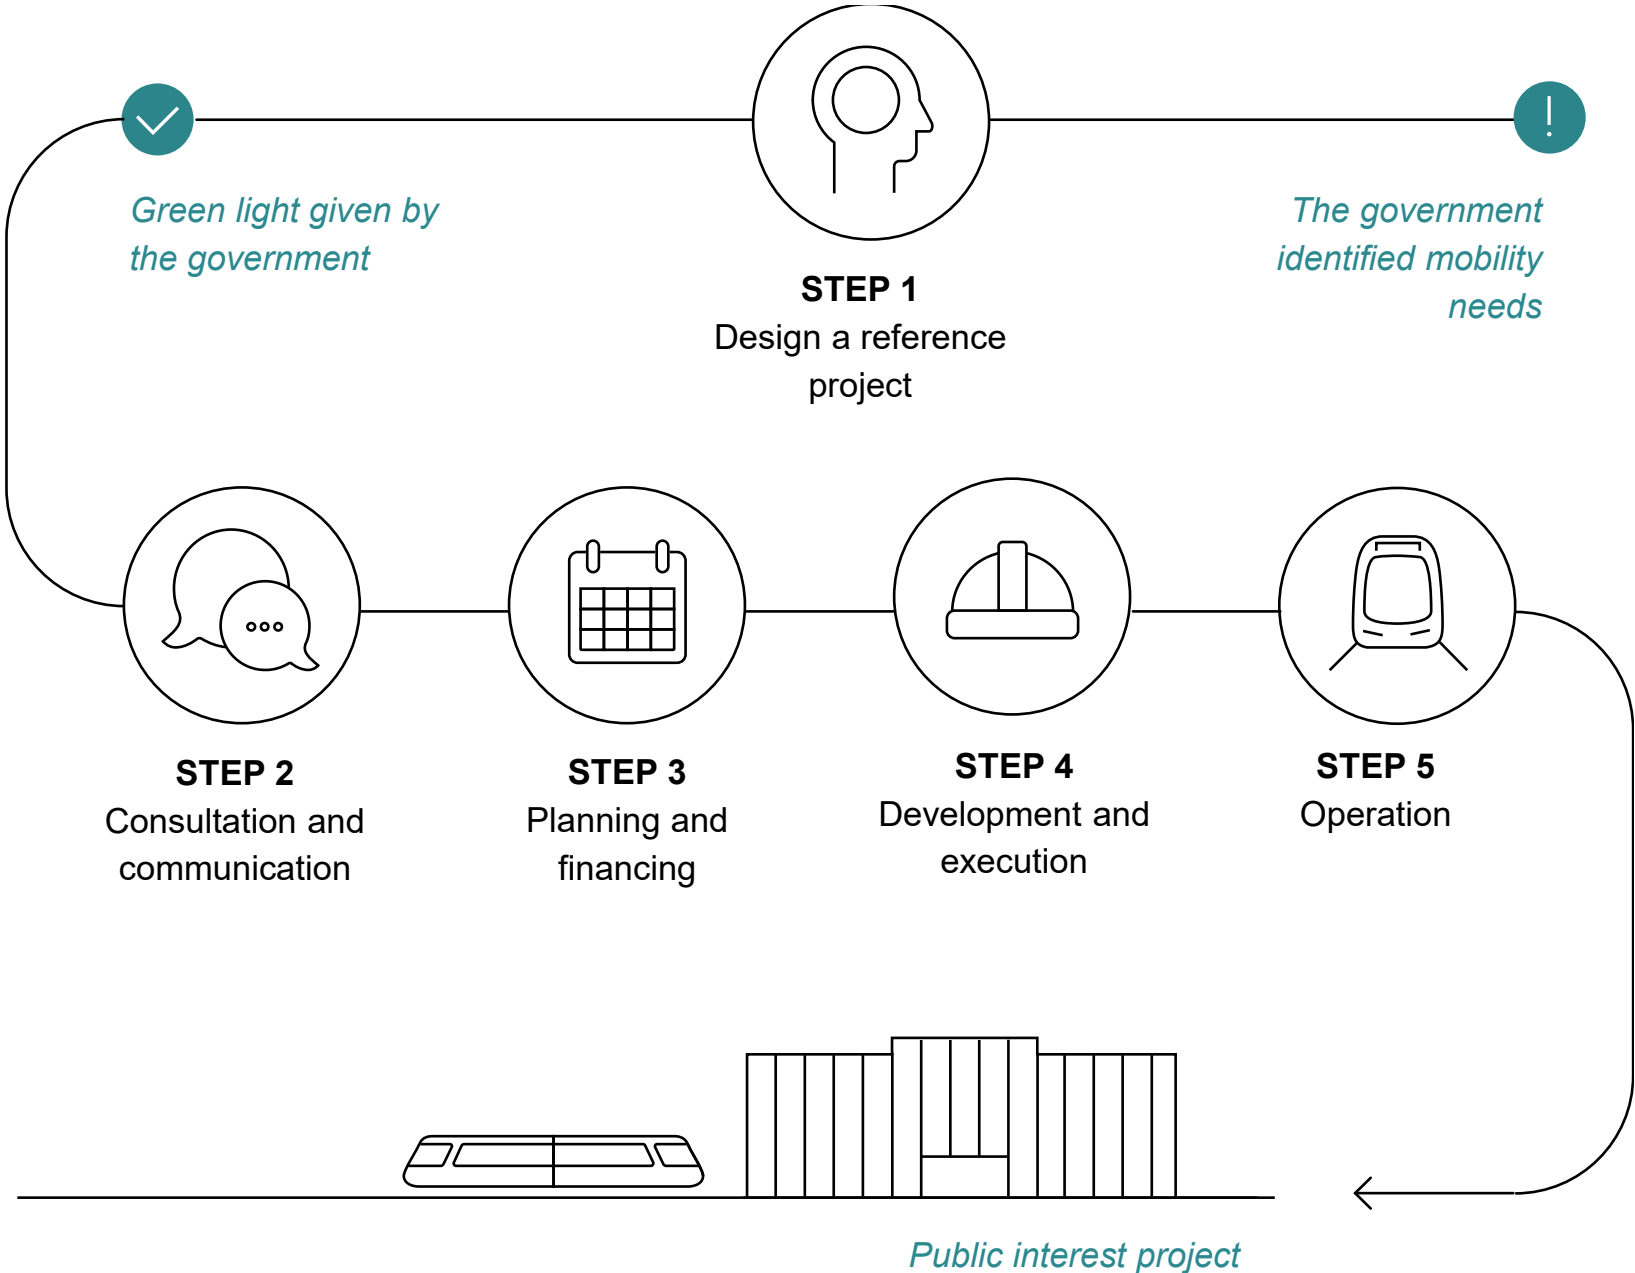 Green light given by
the government
The government
identified mobility
needs
STEP 1
Design a reference
project
STEP 2
Consultation and
communication
STEP 3
Planning and
financing
STEP 4
Development and
execution
STEP 5
Operation
Public interest project